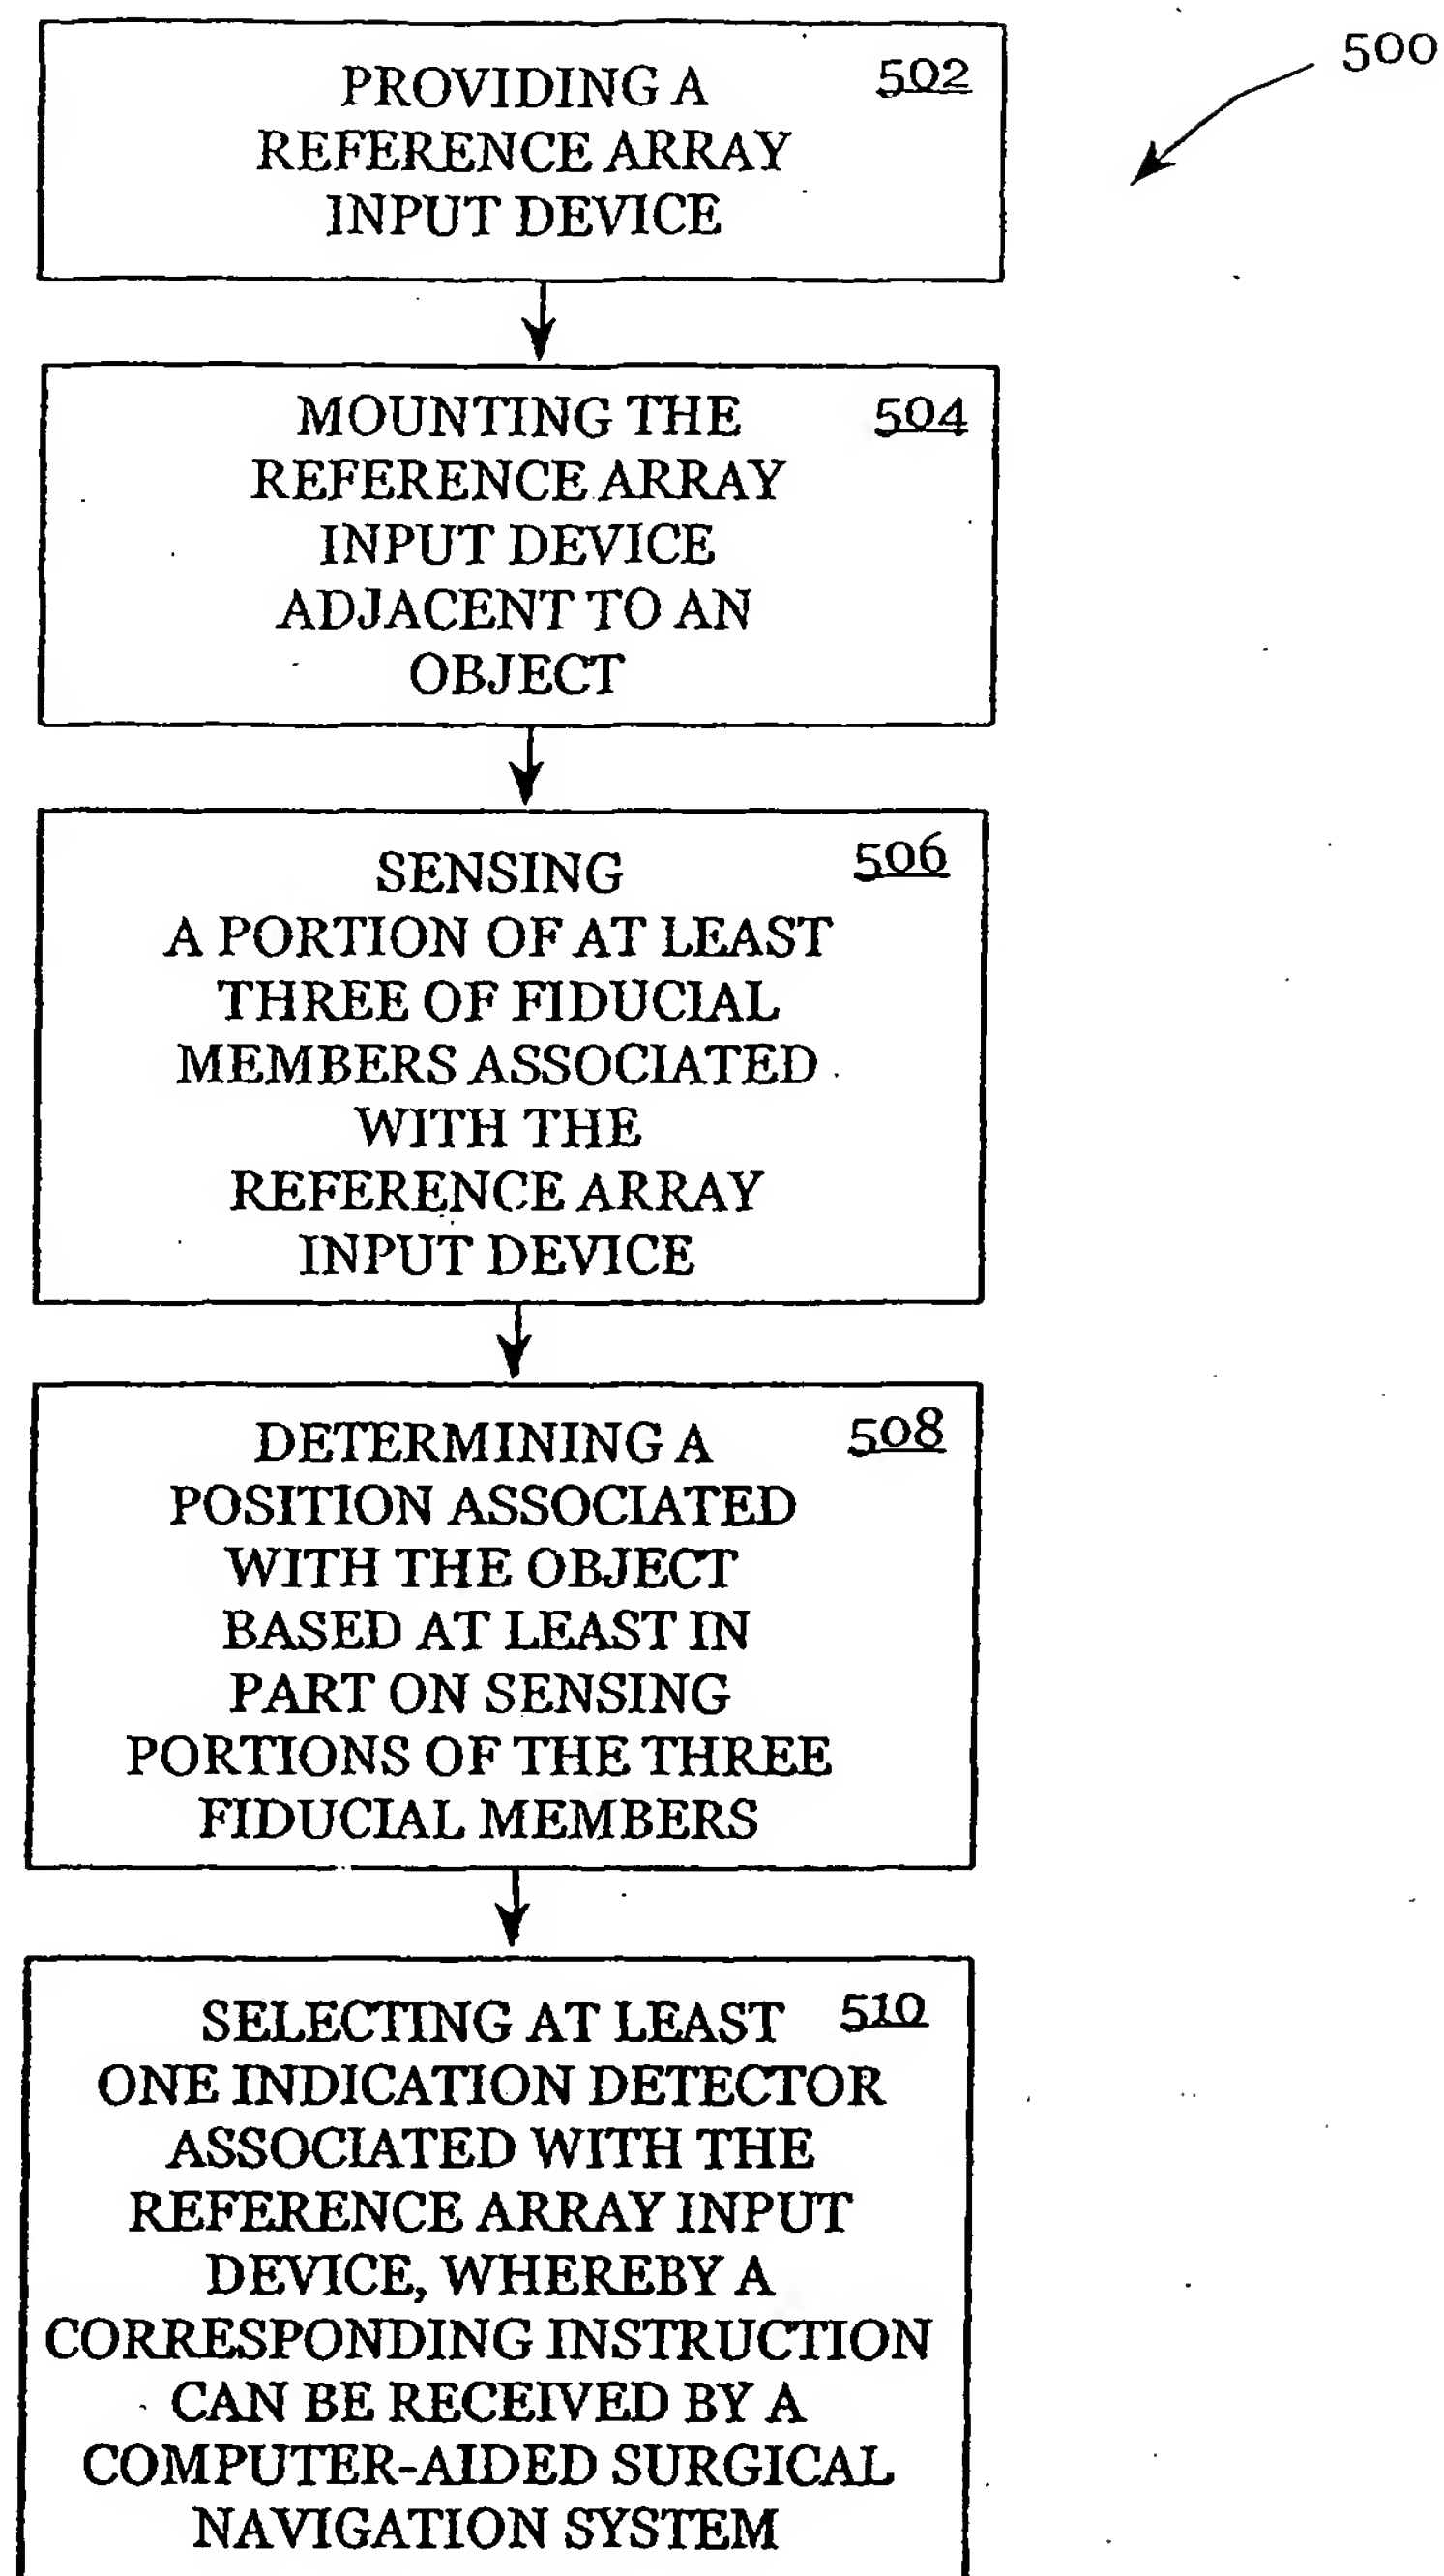 500
502
PROVIDING A
REFERENCE ARRAY
INPUT DEVICE
504
MOUNTING THE
REFERENCE ARRAY
INPUT DEVICE
ADJACENT TO AN
OBJECT
506
SENSING
A PORTION OF AT LEAST
THREE OF FIDUCIAL
MEMBERS ASSOCIATED
WITH THE
REFERENCE ARRAY
INPUT DEVICE
508
DETERMINING A
POSITION ASSOCIATED
WITH THE OBJECT
BASED AT LEAST IN
PART ON SENSING
PORTIONS OF THE THREE
FIDUCIAL MEMBERS
510
SELECTING AT LEAST
ONE INDICATION DETECTOR
ASSOCIATED WITH THE
REFERENCE ARRAY INPUT
DEVICE, WHEREBY A
CORRESPONDING INSTRUCTION
CAN BE RECEIVED BY A
COMPUTER-AIDED SURGICAL
NAVIGATION SYSTEM